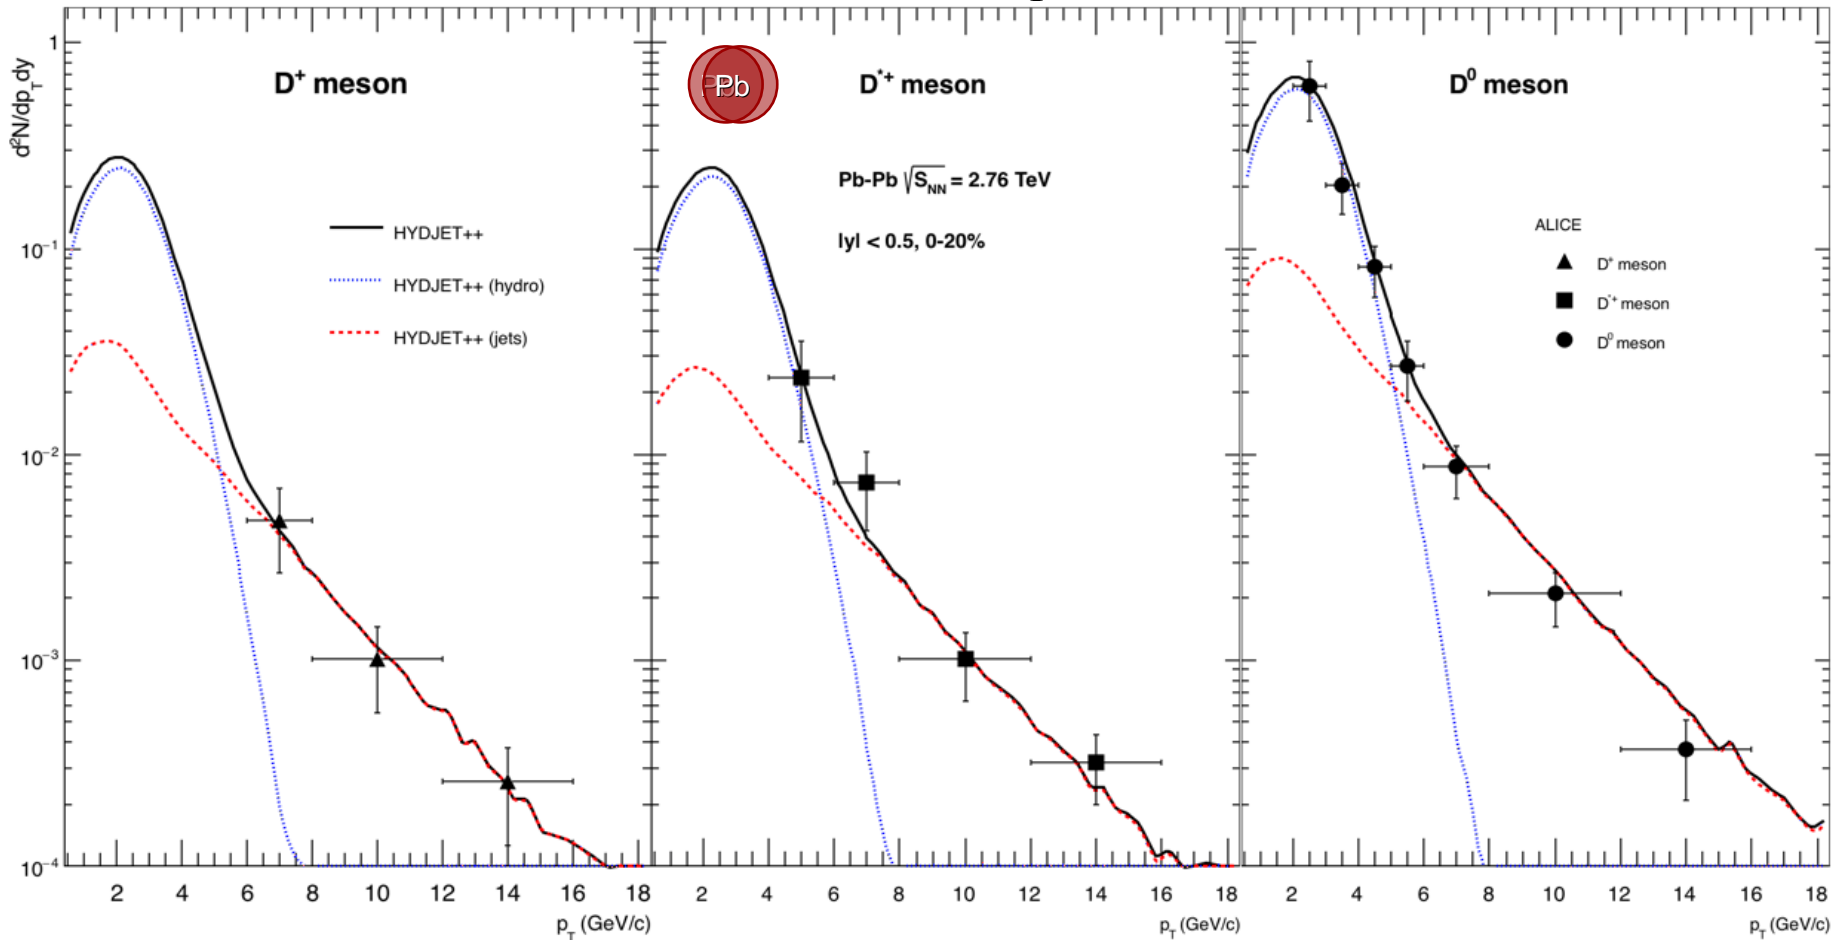 d²N/dp_T dy
1
10⁻¹
10⁻²
10⁻³
10⁻⁴
D⁺ meson
HYDJET++
HYDJET++ (hydro)
HYDJET++ (jets)
2 4 6 8 10 12 14 16 18
p_T (GeV/c)
Pb
D*⁺ meson
Pb-Pb √S_NN = 2.76 TeV
|y| < 0.5, 0-20%
2 4 6 8 10 12 14 16 18
p_T (GeV/c)
D⁰ meson
ALICE
D⁺ meson
D*⁺ meson
D⁰ meson
2 4 6 8 10 12 14 16 18
p_T (GeV/c)